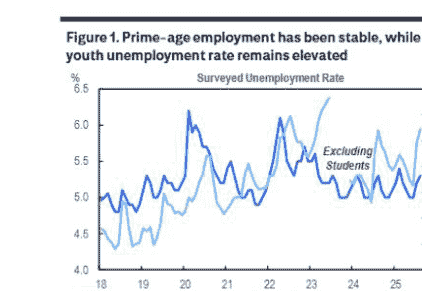 Figure 1. Prime-age employment has been stable, while
youth unemployment rate remains elevated
%
Surveyed Unemployment Rate
6.5
6.0
5.5
5.0
4.5
4.0
Excluding
Students
18 19 20 21 22 23 24 25